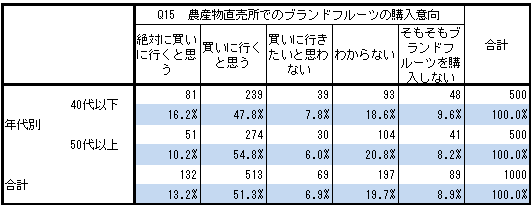 Q15　農産物直売所でのブランドフルーツの購入意向
絶対に買いに行くと思う 買いに行くと思う 買いに行きたいと思わない わからない そもそもブランドフルーツを購入しない 合計
年代別 40代以下 81 239 39 93 48 500
16.2% 47.8% 7.8% 18.6% 9.6% 100.0%
50代以上 51 274 30 104 41 500
10.2% 54.8% 6.0% 20.8% 8.2% 100.0%
合計 132 513 69 197 89 1000
13.2% 51.3% 6.9% 19.7% 8.9% 100.0%